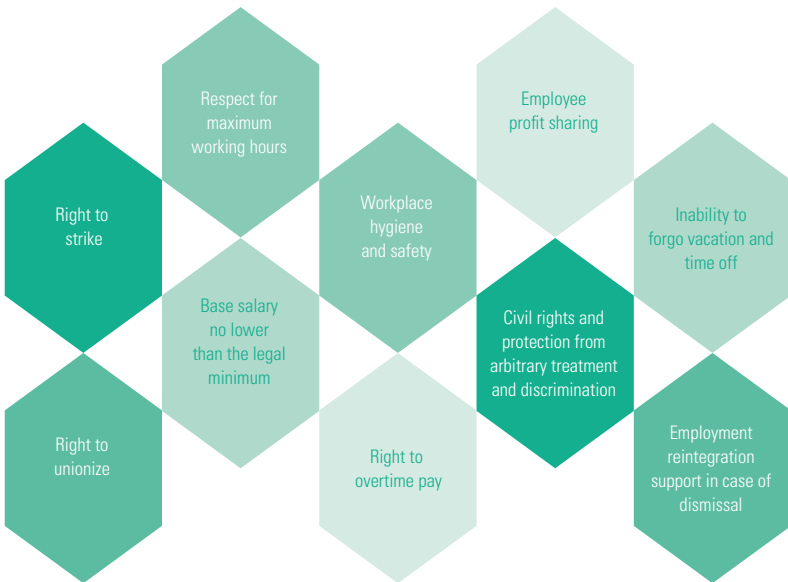 Respect for
maximum
working hours
Employee
profit sharing
Right to
strike
Workplace
hygiene
and safety
Inability to
forgo vacation and
time off
Base salary
no lower
than the legal
minimum
Civil rights and
protection from
arbitrary treatment
and discrimination
Right to
unionize
Right to
overtime pay
Employment
reintegration
support in case of
dismissal